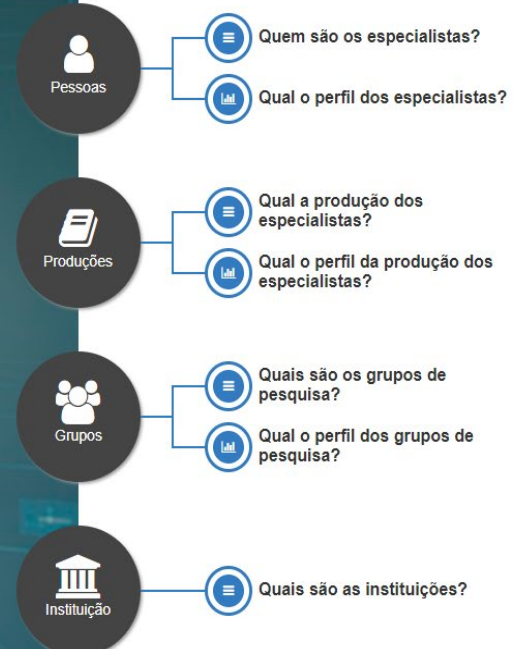 Pessoas
Quem são os especialistas?
Qual o perfil dos especialistas?
Produções
Qual a produção dos
especialistas?
Qual o perfil da produção dos
especialistas?
Grupos
Quais são os grupos de
pesquisa?
Qual o perfil dos grupos de
pesquisa?
Instituição
Quais são as instituições?